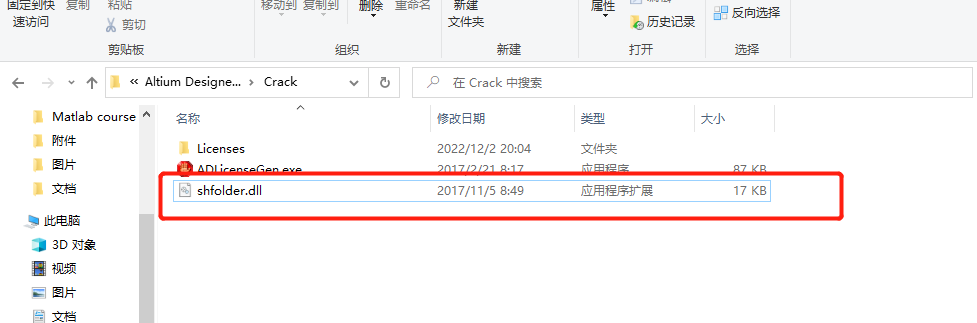 固定到快速访问
复制
粘贴
剪切
移动到 复制到
删除 重命名
新建
文件夹
属性
历史记录
反向选择
剪贴板 组织 新建 打开 选择
« Altium Designe... › Crack
在 Crack 中搜索
名称 修改日期 类型 大小
Matlab course
附件
图片
文档
此电脑
3D 对象
视频
图片
文档
Licenses 2022/12/2 20:04 文件夹
ADLicenseGen.exe 2017/2/21 8:17 应用程序 87 KB
shfolder.dll 2017/11/5 8:49 应用程序扩展 17 KB